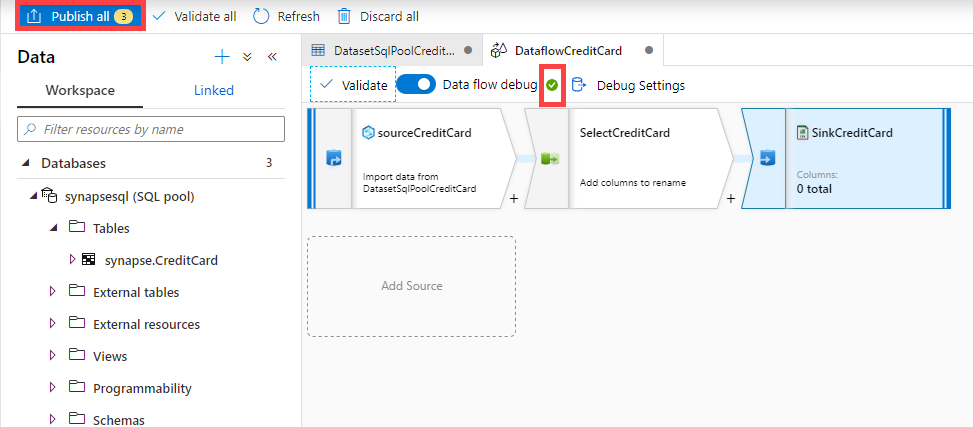 Publish all 3 Validate all Refresh Discard all
Data
Workspace Linked
Filter resources by name
Databases 3
synapsesql (SQL pool)
Tables
synapse.CreditCard
External tables
External resources
Views
Programmability
Schemas
DatasetSqlPoolCredit... DataflowCreditCard
Validate Data flow debug Debug Settings
sourceCreditCard
Import data from
DatasetSqlPoolCreditCard
+
SelectCreditCard
Add columns to rename
+
SinkCreditCard
Columns:
0 total
Add Source